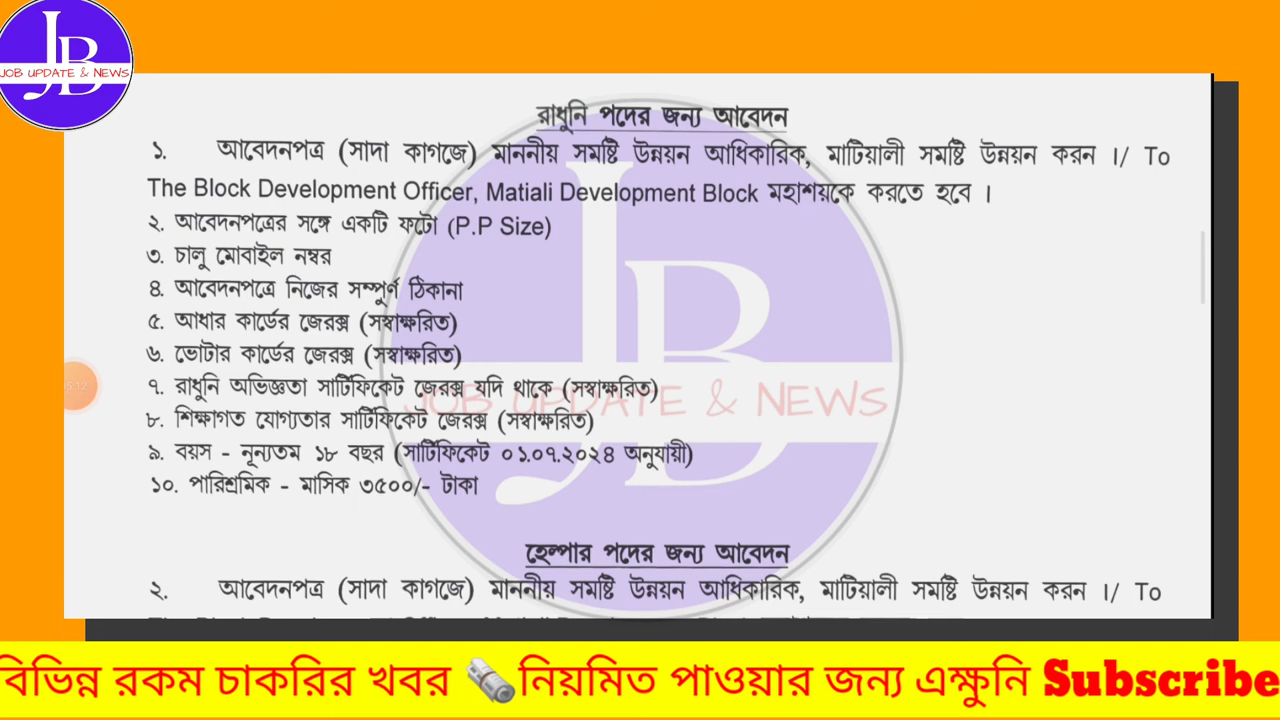 JB
JOB UPDATE & NEWS
রাধুনি পদের জন্য আবেদন
১. আবেদনপত্র (সাদা কাগজে) মাননীয় সমষ্টি উন্নয়ন আধিকারিক, মাটিয়ালী সমষ্টি উন্নয়ন করন ।/ To
The Block Development Officer, Matiali Development Block মহাশয়কে করতে হবে ।
২. আবেদনপত্রের সঙ্গে একটি ফটো (P.P Size)
৩. চালু মোবাইল নম্বর
৪. আবেদনপত্রে নিজের সম্পুর্ণ ঠিকানা
৫. আধার কার্ডের জেরক্স (সস্বাক্ষরিত)
৬. ভোটার কার্ডের জেরক্স (সস্বাক্ষরিত)
৭. রাধুনি অভিজ্ঞতা সার্টিফিকেট জেরক্স যদি থাকে (সস্বাক্ষরিত)
JOB UPDATE & NEWS
৮. শিক্ষাগত যোগ্যতার সার্টিফিকেট জেরক্স (সস্বাক্ষরিত)
৯. বয়স - নূন্যতম ১৮ বছর (সার্টিফিকেট ০১.০৭.২০২৪ অনুযায়ী)
১০. পারিশ্রমিক - মাসিক ৩৫০০/- টাকা
হেল্পার পদের জন্য আবেদন
২. আবেদনপত্র (সাদা কাগজে) মাননীয় সমষ্টি উন্নয়ন আধিকারিক, মাটিয়ালী সমষ্টি উন্নয়ন করন ।/ To
বিভিন্ন রকম চাকরির খবর নিয়মিত পাওয়ার জন্য এক্ষুনি Subscribe